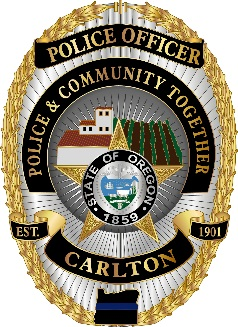 POLICE OFFICER
POLICE & COMMUNITY TOGETHER
STATE OF OREGON
1859
EST. 1901
CARLTON